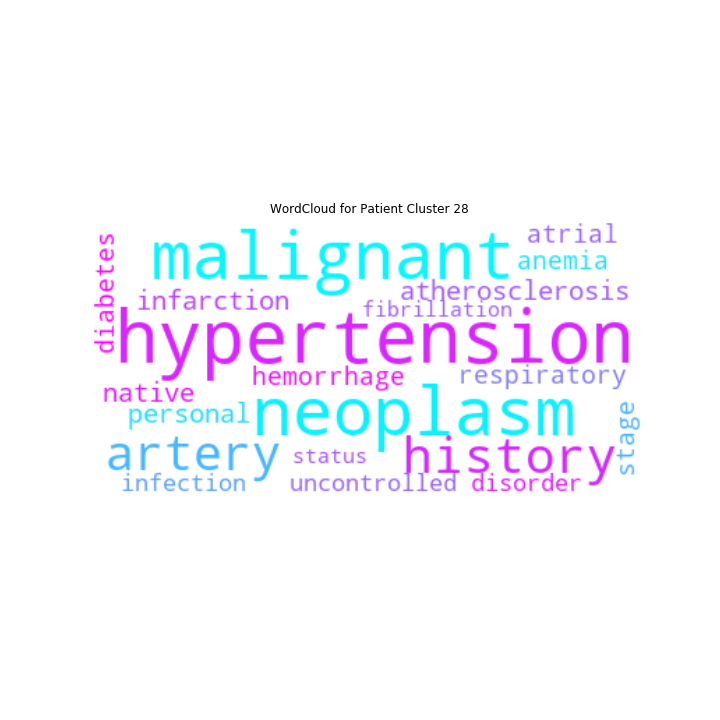 WordCloud for Patient Cluster 28
malignant
atrial
anemia
diabetes
atherosclerosis
infarction
fibrillation
hypertension
hemorrhage
respiratory
native
personal
neoplasm
stage
artery
status
history
infection
uncontrolled
disorder